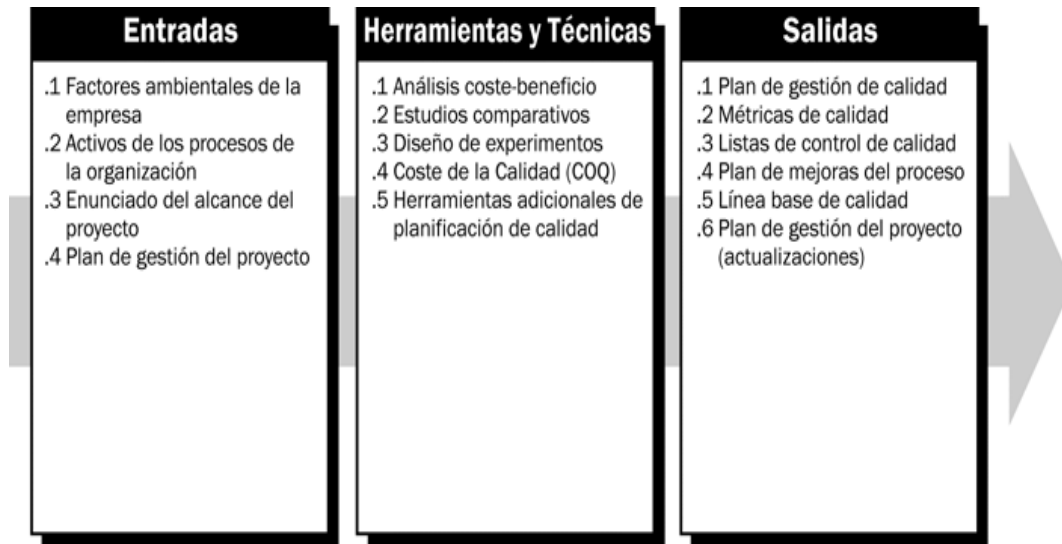 Entradas
.1 Factores ambientales de la
empresa
.2 Activos de los procesos de
la organización
.3 Enunciado del alcance del
proyecto
.4 Plan de gestión del proyecto
Herramientas y Técnicas
.1 Análisis coste-beneficio
.2 Estudios comparativos
.3 Diseño de experimentos
.4 Coste de la Calidad (COQ)
.5 Herramientas adicionales de
planificación de calidad
Salidas
.1 Plan de gestión de calidad
.2 Métricas de calidad
.3 Listas de control de calidad
.4 Plan de mejoras del proceso
.5 Línea base de calidad
.6 Plan de gestión del proyecto
(actualizaciones)